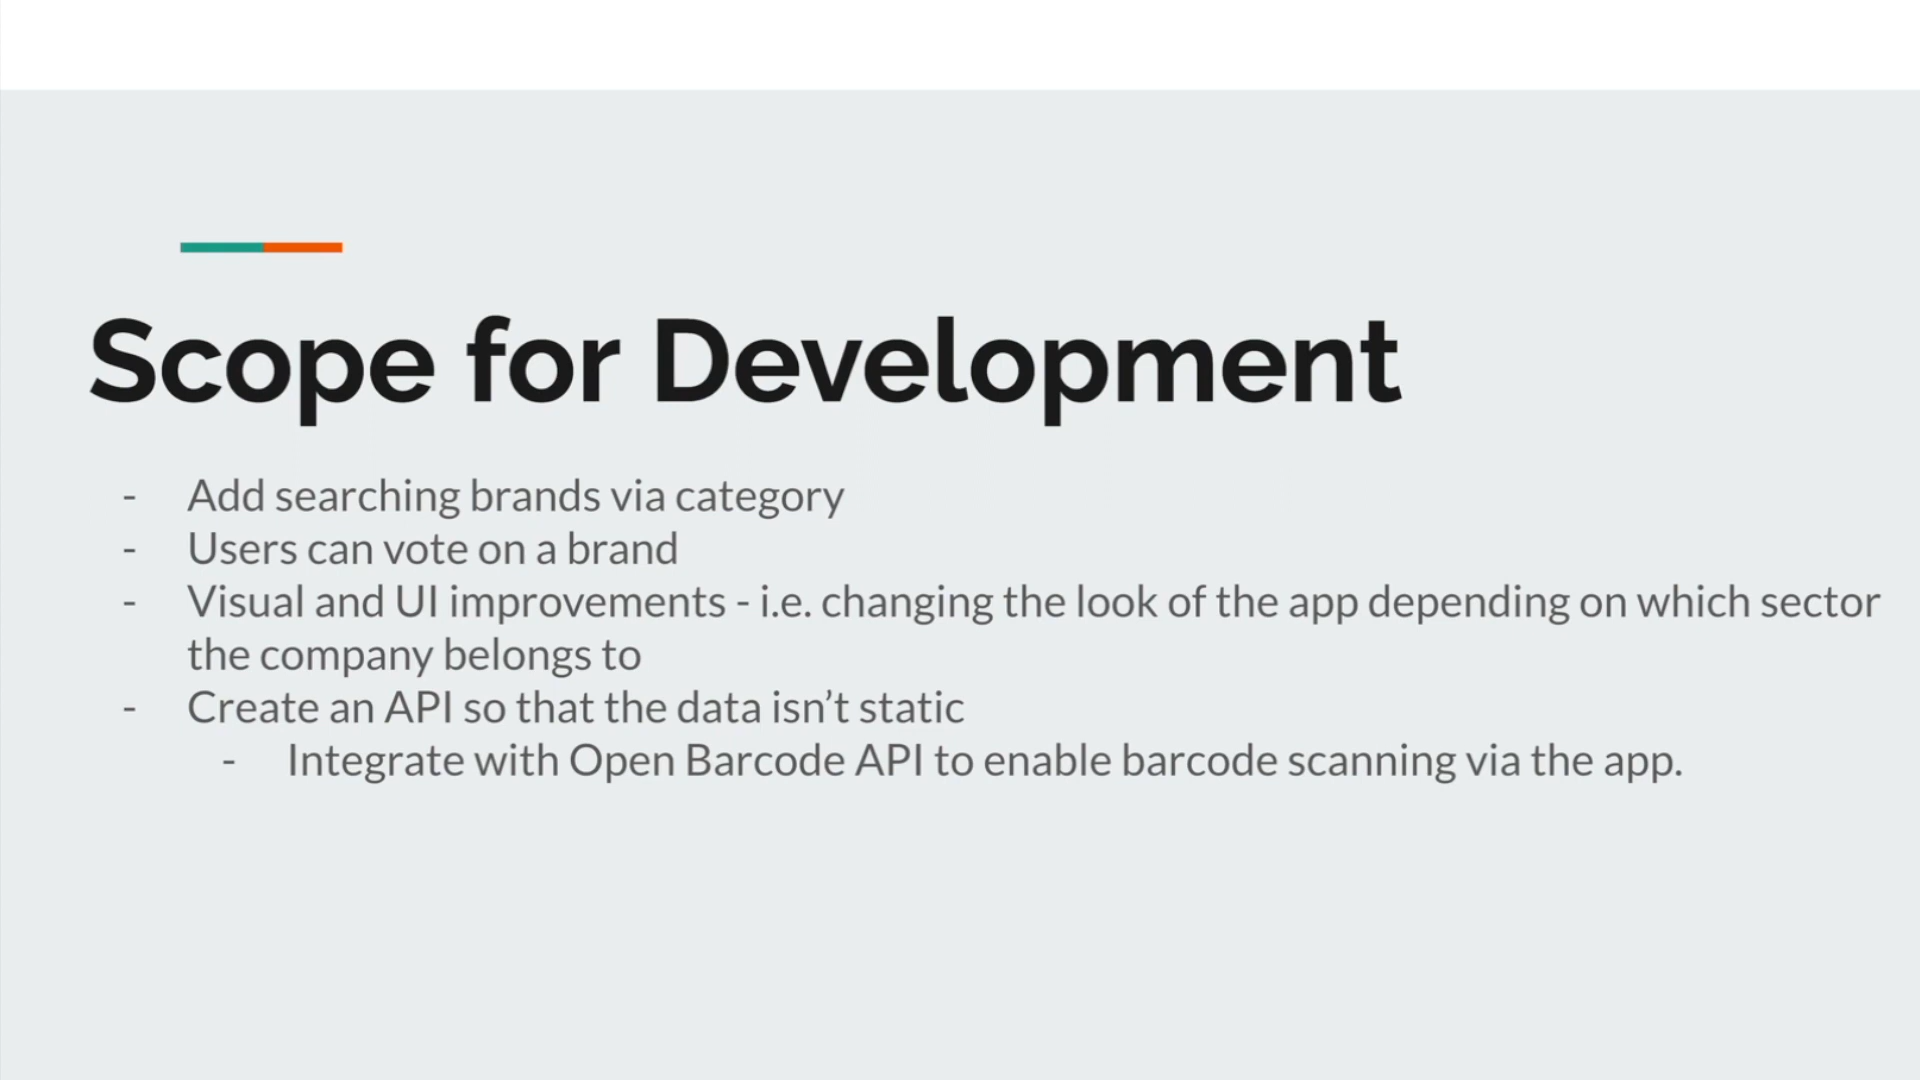 Scope for Development
- Add searching brands via category
- Users can vote on a brand
- Visual and UI improvements - i.e. changing the look of the app depending on which sector
the company belongs to
- Create an API so that the data isn’t static
- Integrate with Open Barcode API to enable barcode scanning via the app.